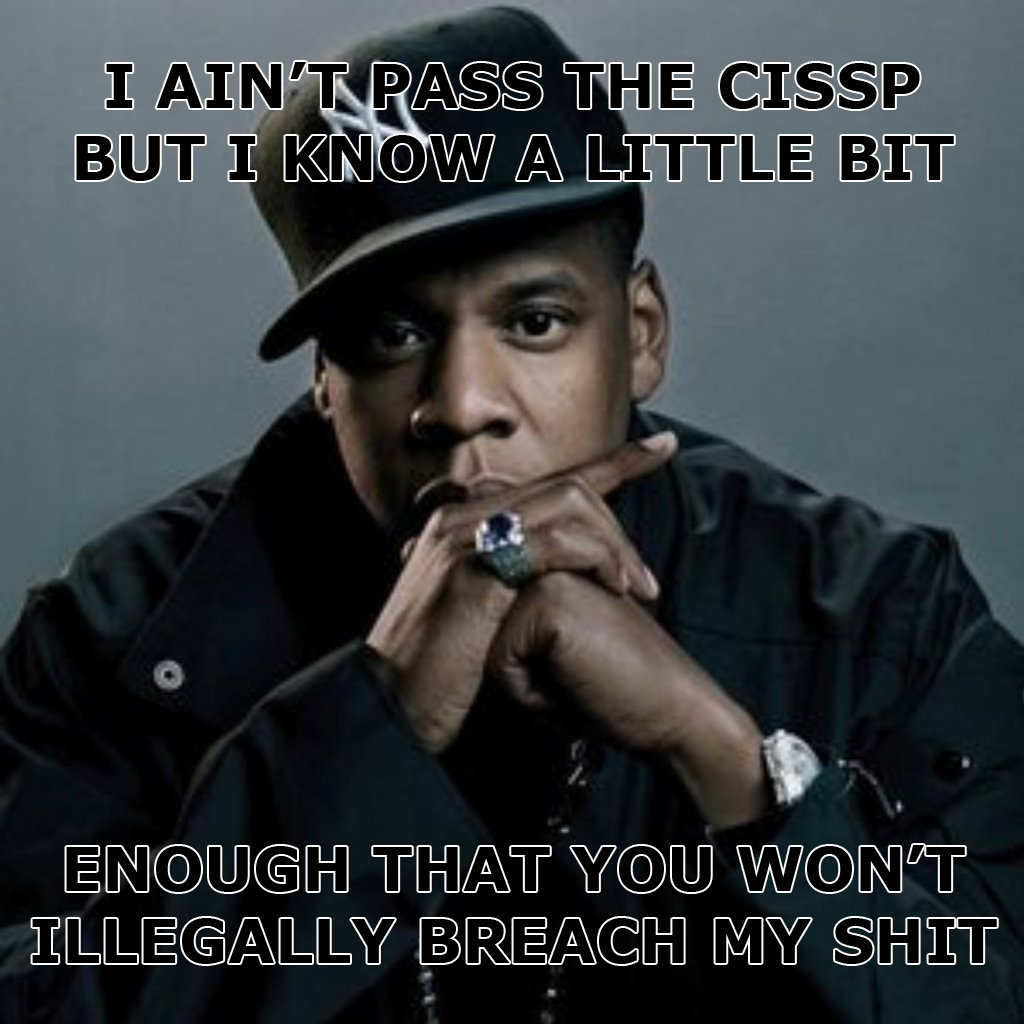 I AIN’T PASS THE CISSP
BUT I KNOW A LITTLE BIT
ENOUGH THAT YOU WON’T
ILLEGALLY BREACH MY SHIT